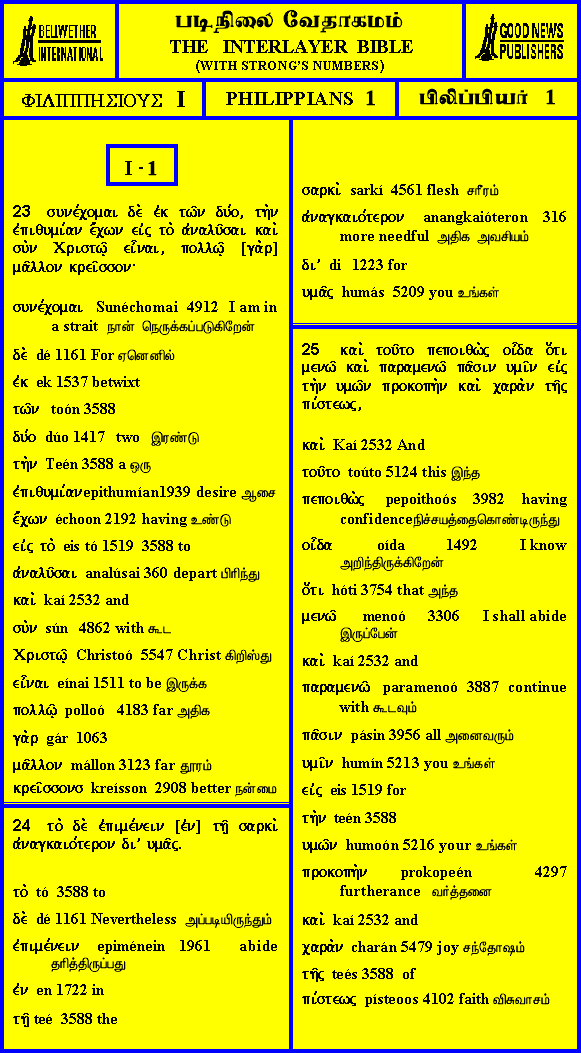 BELLWETHER
INTERNATIONAL
படிநிலை வேதாகமம்
THE INTERLAYER BIBLE
(WITH STRONG'S NUMBERS)
GOOD NEWS
PUBLISHERS
ΦΙΛΙΠΠΗΣΙΟΥΣ I
PHILIPPIANS 1
பிலிப்பியர் 1
I - 1
23 συνέχομαι δὲ ἐκ τῶν δύο, τὴν
ἐπιθυμίαν ἔχων εἰς τὸ ἀναλῦσαι καὶ
σὺν Χριστῷ εἶναι, πολλῷ [γὰρ]
μᾶλλον κρεῖσσον·
συνέχομαι Sunéchomai 4912 I am in
a strait நான் நெருக்கப்படுகிறேன்
δὲ dé 1161 For ஏனெனில்
ἐκ ek 1537 betwixt
τῶν toón 3588
δύο dúo 1417 two இரண்டு
τὴν Teén 3588 a ஒரு
ἐπιθυμίαν epithumían1939 desire ஆசை
ἔχων échoon 2192 having உண்டு
εἰς τὸ eis tó 1519 3588 to
ἀναλῦσαι analúsai 360 depart பிரிந்து
καὶ kaí 2532 and
σὺν sún 4862 with கூட
Χριστῷ Christoó 5547 Christ கிறிஸ்து
εἶναι eínai 1511 to be இருக்க
πολλῷ polloó 4183 far அதிக
γὰρ gár 1063
μᾶλλον mállon 3123 far தூரம்
κρεῖσσονσ kreísson 2908 better நன்மை
24 τὸ δὲ ἐπιμένειν [ἐν] τῇ σαρκὶ
ἀναγκαιότερον δι' υμᾶς.
τὸ tó 3588 to
δὲ dé 1161 Nevertheless அப்படியிருந்தும்
ἐπιμένειν epiménein 1961 abide
தரித்திருப்பது
ἐν en 1722 in
τῇ teé 3588 the
σαρκὶ sarkí 4561 flesh சரீரம்
ἀναγκαιότερον anangkaióteron 316
more needful அதிக அவசியம்
δι' di 1223 for
υμᾶς humás 5209 you உங்கள்
25 καὶ τοῦτο πεποιθὼς οἶδα ὅτι
μενῶ καὶ παραμενῶ πᾶσιν υμῖν εἰς
τὴν υμῶν προκοπὴν καὶ χαρὰν τῆς
πίστεως,
καὶ Kaí 2532 And
τοῦτο toúto 5124 this இந்த
πεποιθὼς pepoithoós 3982 having
confidenceநிச்சயத்தைகொண்டிருந்து
οἶδα oída 1492 I know
அறிந்திருக்கிறேன்
ὅτι hóti 3754 that அந்த
μενῶ menoó 3306 I shall abide
இருப்பேன்
καὶ kaí 2532 and
παραμενῶ paramenoó 3887 continue
with கூடவும்
πᾶσιν pásin 3956 all அனைவரும்
υμῖν humín 5213 you உங்கள்
εἰς eis 1519 for
τὴν teén 3588
υμῶν humoón 5216 your உங்கள்
προκοπὴν prokopeén 4297
furtherance வர்த்தனை
καὶ kaí 2532 and
χαρὰν charán 5479 joy சந்தோஷம்
τῆς teés 3588 of
πίστεως písteoos 4102 faith விசுவாசம்